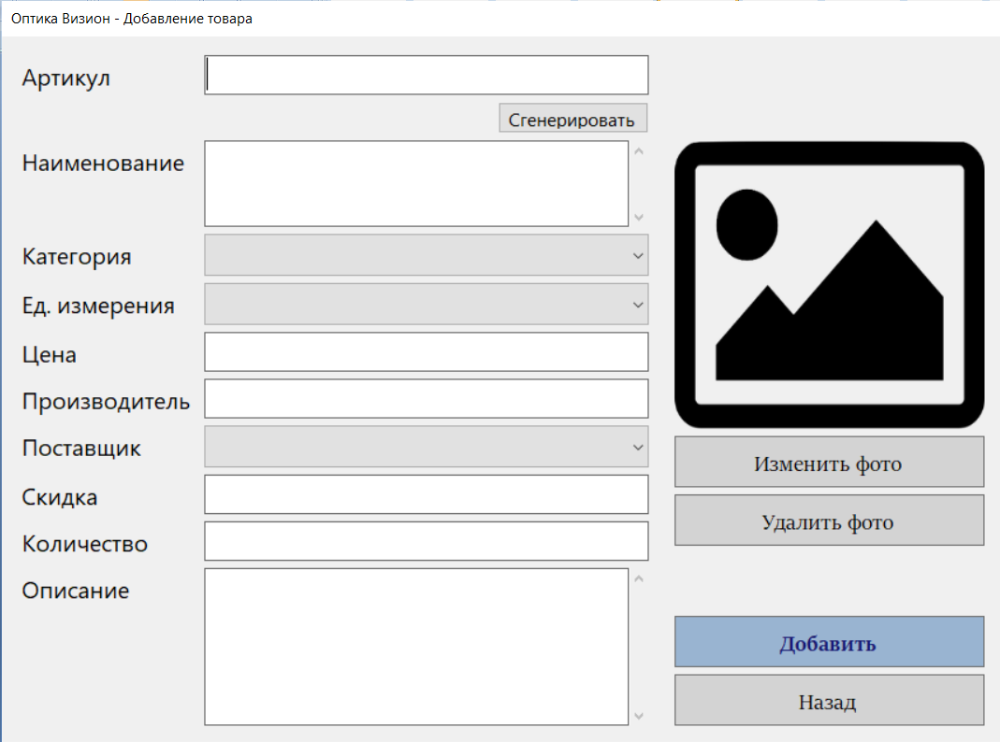 Оптика Визион - Добавление товара
Артикул
Сгенерировать
Наименование
Категория
Ед. измерения
Цена
Производитель
Поставщик
Скидка
Количество
Описание
Изменить фото
Удалить фото
Добавить
Назад